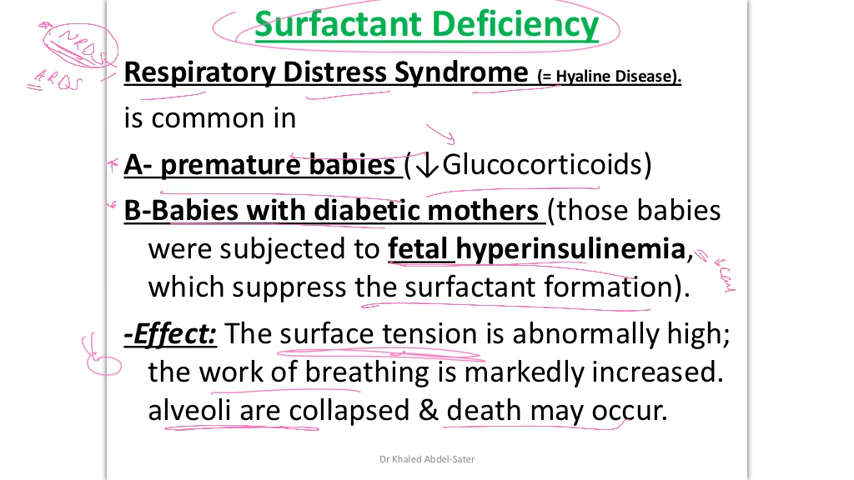 Surfactant Deficiency
NRDS
ARDS
Respiratory Distress Syndrome (= Hyaline Disease).
is common in
A- premature babies (↓Glucocorticoids)
B-Babies with diabetic mothers (those babies
were subjected to fetal hyperinsulinemia,
which suppress the surfactant formation).
-Effect: The surface tension is abnormally high;
the work of breathing is markedly increased.
alveoli are collapsed & death may occur.
Dr Khaled Abdel-Sater